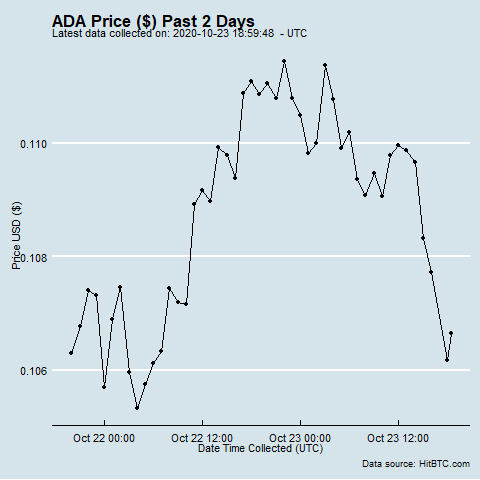 ADA Price ($) Past 2 Days
Latest data collected on: 2020-10-23 18:59:48  - UTC
0.110
0.108
0.106
Price USD ($)
Oct 22 00:00 Oct 22 12:00 Oct 23 00:00 Oct 23 12:00
Date Time Collected (UTC)
Data source: HitBTC.com